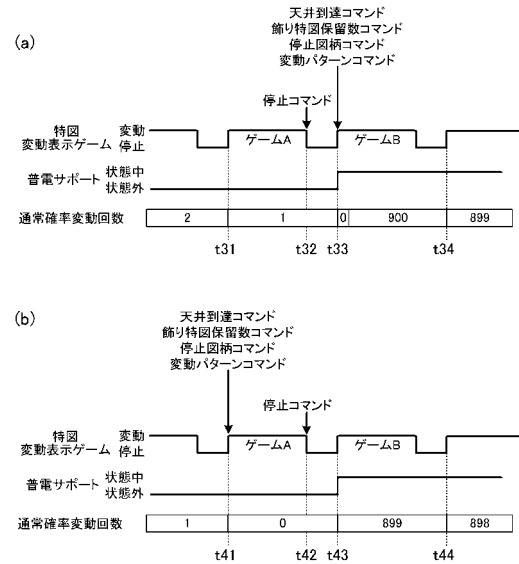 (a)
天井到達コマンド
飾り特図保留数コマンド
停止図柄コマンド
変動パターンコマンド
停止コマンド
特図 変動
変動表示ゲーム 停止
ゲームA
ゲームB
普電サポート 状態中
状態外
通常確率変動回数 2 1 0 900 899
t31 t32 t33 t34
(b)
天井到達コマンド
飾り特図保留数コマンド
停止図柄コマンド
変動パターンコマンド
停止コマンド
特図 変動
変動表示ゲーム 停止
ゲームA
ゲームB
普電サポート 状態中
状態外
通常確率変動回数 1 0 899 898
t41 t42 t43 t44